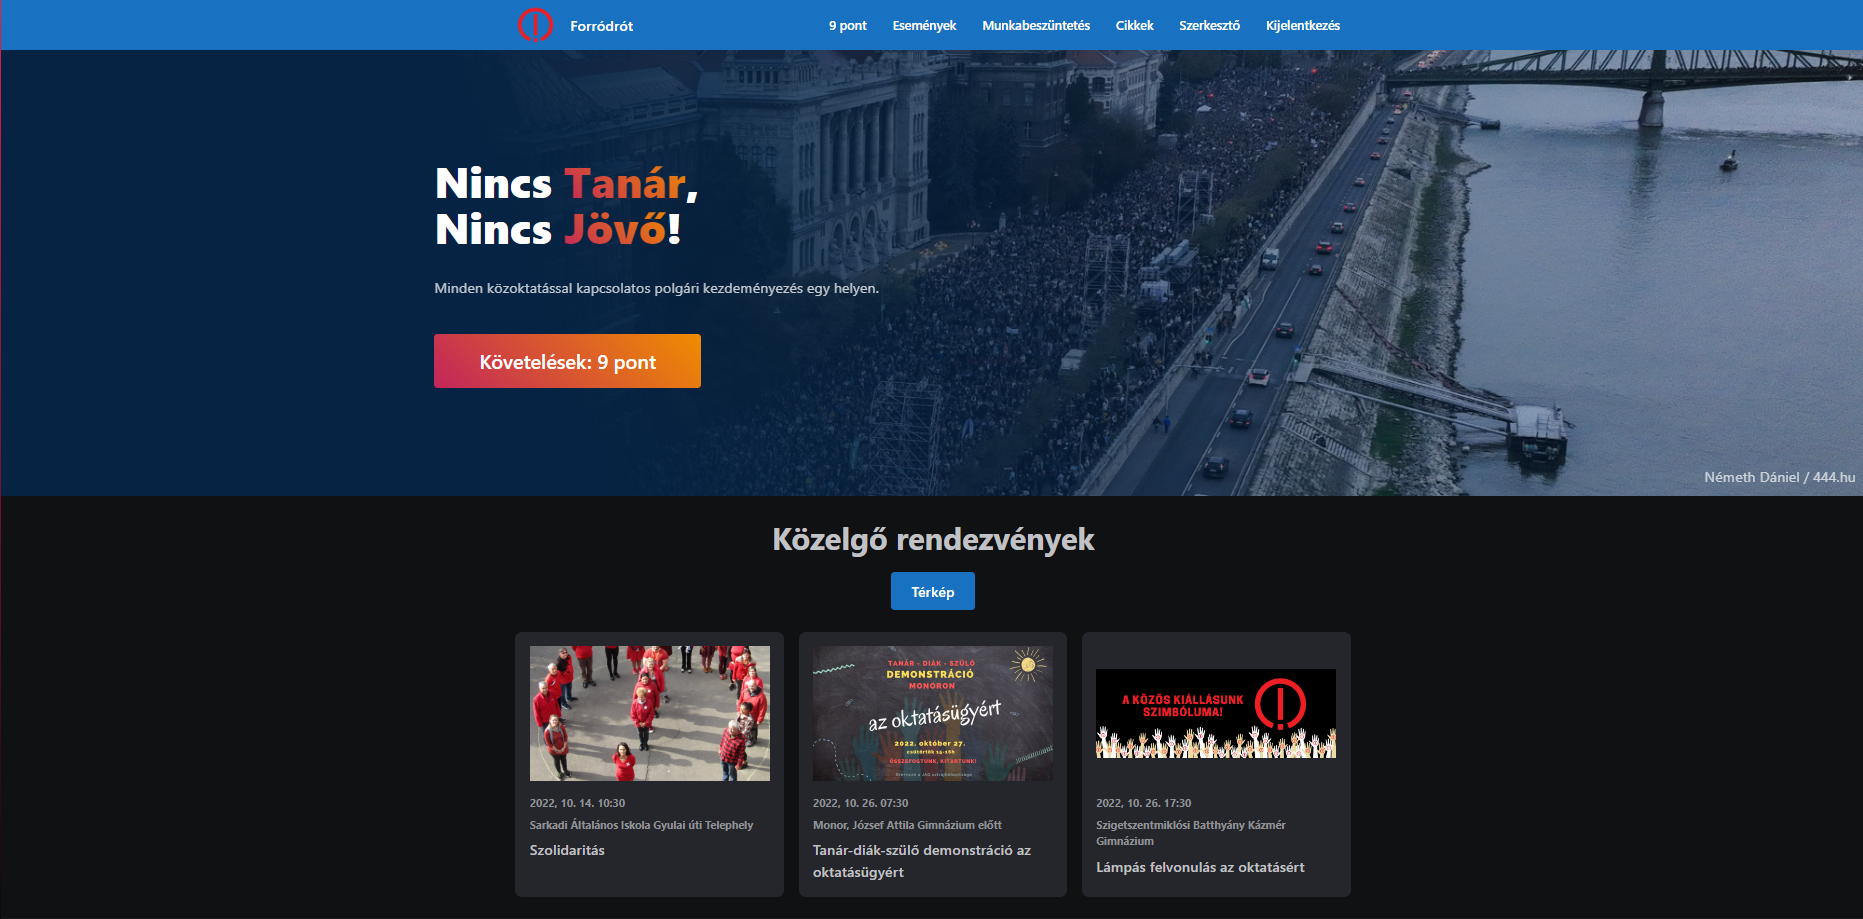 Forródrót
9 pont
Események
Munkabeszüntetés
Cikkek
Szerkesztő
Kijelentkezés
Nincs Tanár,
Nincs Jövő!
Minden közoktatással kapcsolatos polgári kezdeményezés egy helyen.
Követelések: 9 pont
Németh Dániel / 444.hu
Közelgő rendezvények
Térkép
2022, 10. 14. 10:30
Sarkadi Általános Iskola Gyulai úti Telephely
Szolidaritás
TANÁR - DIÁK - SZÜLŐ
DEMONSTRÁCIÓ
MONORON
az oktatásügyért
2022. október 27.
csütörtök 15-16h
ÖSSZEFOGTUNK, KITARTUNK!
2022, 10. 26. 07:30
Monor, József Attila Gimnázium előtt
Tanár-diák-szülő demonstráció az
oktatásügyért
A KÖZÖS KIÁLLÁSUNK
SZIMBÓLUMA!
2022, 10. 26. 17:30
Szigetszentmiklósi Batthyány Kázmér
Gimnázium
Lámpás felvonulás az oktatásért